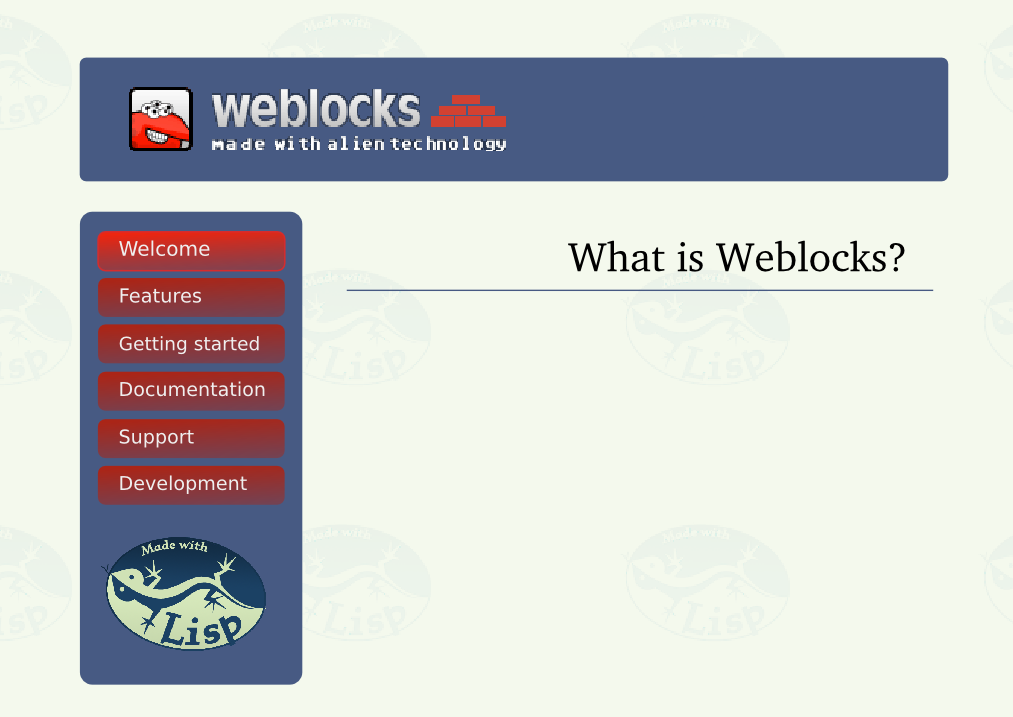 weblocks
made with alien technology
Welcome
Features
Getting started
Documentation
Support
Development
Made with
Lisp
What is Weblocks?